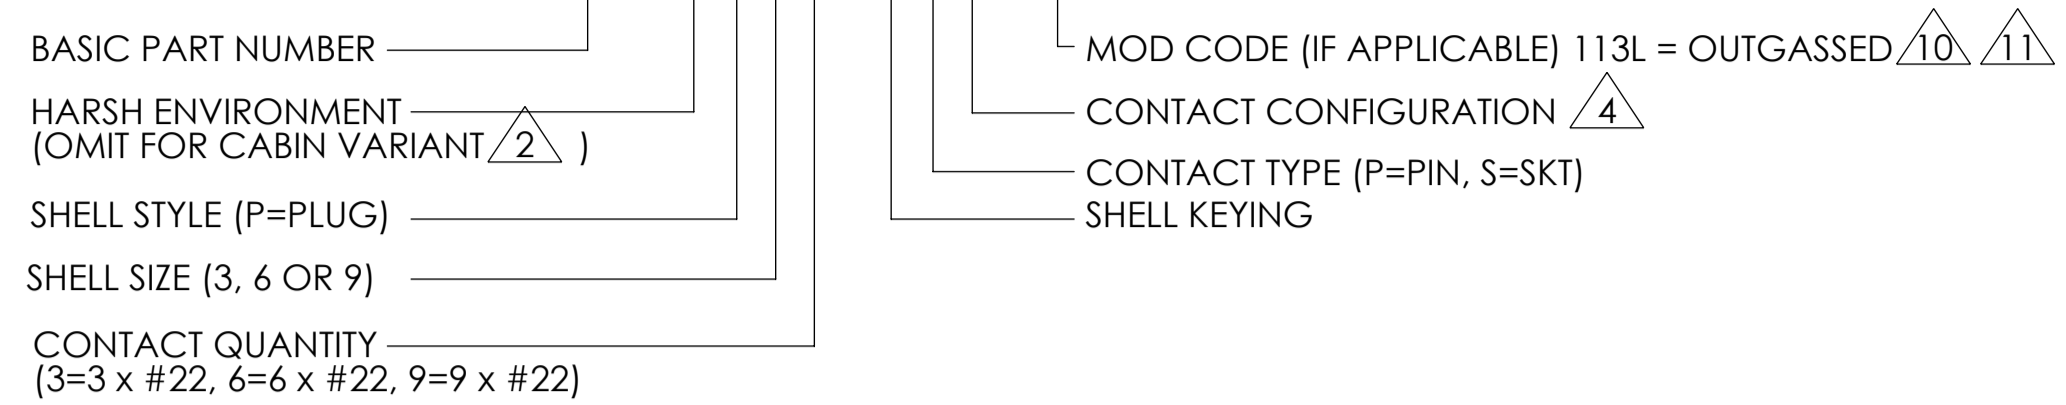 BASIC PART NUMBER
HARSH ENVIRONMENT
(OMIT FOR CABIN VARIANT 2 )
SHELL STYLE (P=PLUG)
SHELL SIZE (3, 6 OR 9)
CONTACT QUANTITY
(3=3 x #22, 6=6 x #22, 9=9 x #22)
MOD CODE (IF APPLICABLE) 113L = OUTGASSED 10 11
CONTACT CONFIGURATION 4
CONTACT TYPE (P=PIN, S=SKT)
SHELL KEYING